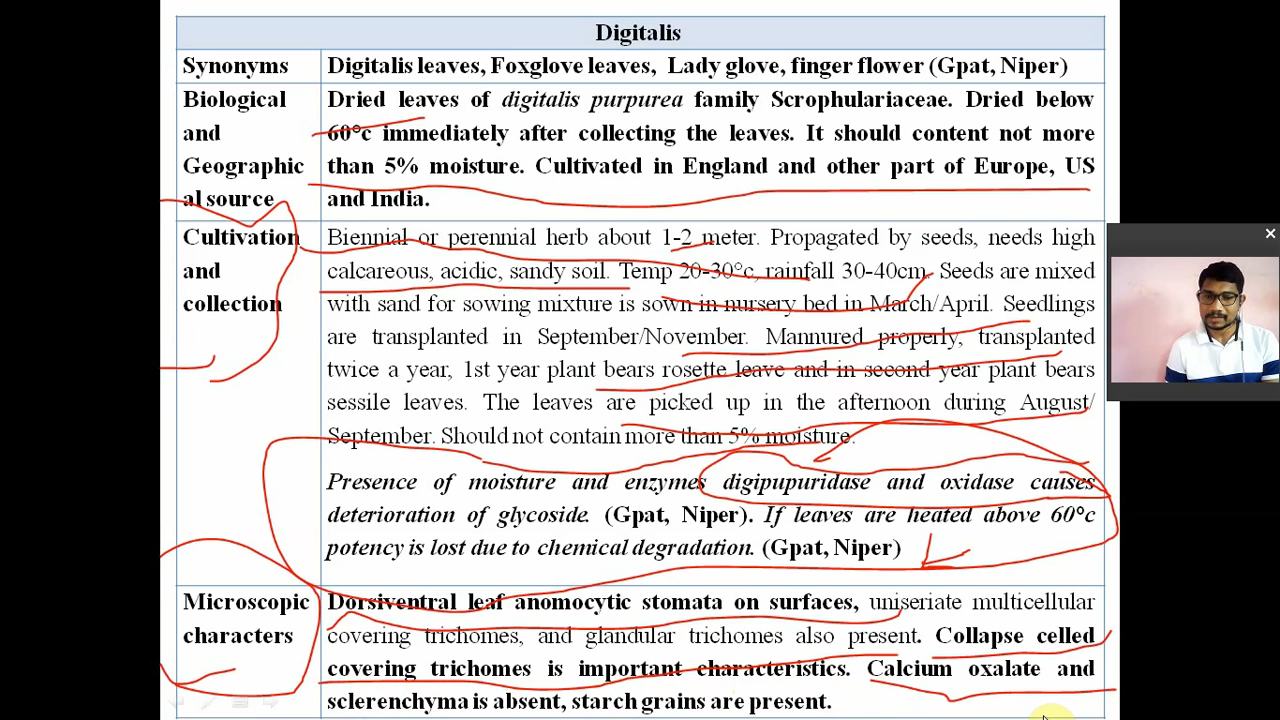 Digitalis
Synonyms
Digitalis leaves, Foxglove leaves, Lady glove, finger flower (Gpat, Niper)
Biological
and
Geographic
al source
Dried leaves of digitalis purpurea family Scrophulariaceae. Dried below
60°c immediately after collecting the leaves. It should content not more
than 5% moisture. Cultivated in England and other part of Europe, US
and India.
Cultivation
and
collection
Biennial or perennial herb about 1-2 meter. Propagated by seeds, needs high
calcareous, acidic, sandy soil. Temp 20-30°c, rainfall 30-40cm. Seeds are mixed
with sand for sowing mixture is sown in nursery bed in March/April. Seedlings
are transplanted in September/November. Mannured properly, transplanted
twice a year, 1st year plant bears rosette leave and in second year plant bears
sessile leaves. The leaves are picked up in the afternoon during August/
September. Should not contain more than 5% moisture.
Presence of moisture and enzymes digipupuridase and oxidase causes
deterioration of glycoside. (Gpat, Niper). If leaves are heated above 60°c
potency is lost due to chemical degradation. (Gpat, Niper)
Microscopic
characters
Dorsiventral leaf anomocytic stomata on surfaces, uniseriate multicellular
covering trichomes, and glandular trichomes also present. Collapse celled
covering trichomes is important characteristics. Calcium oxalate and
sclerenchyma is absent, starch grains are present.